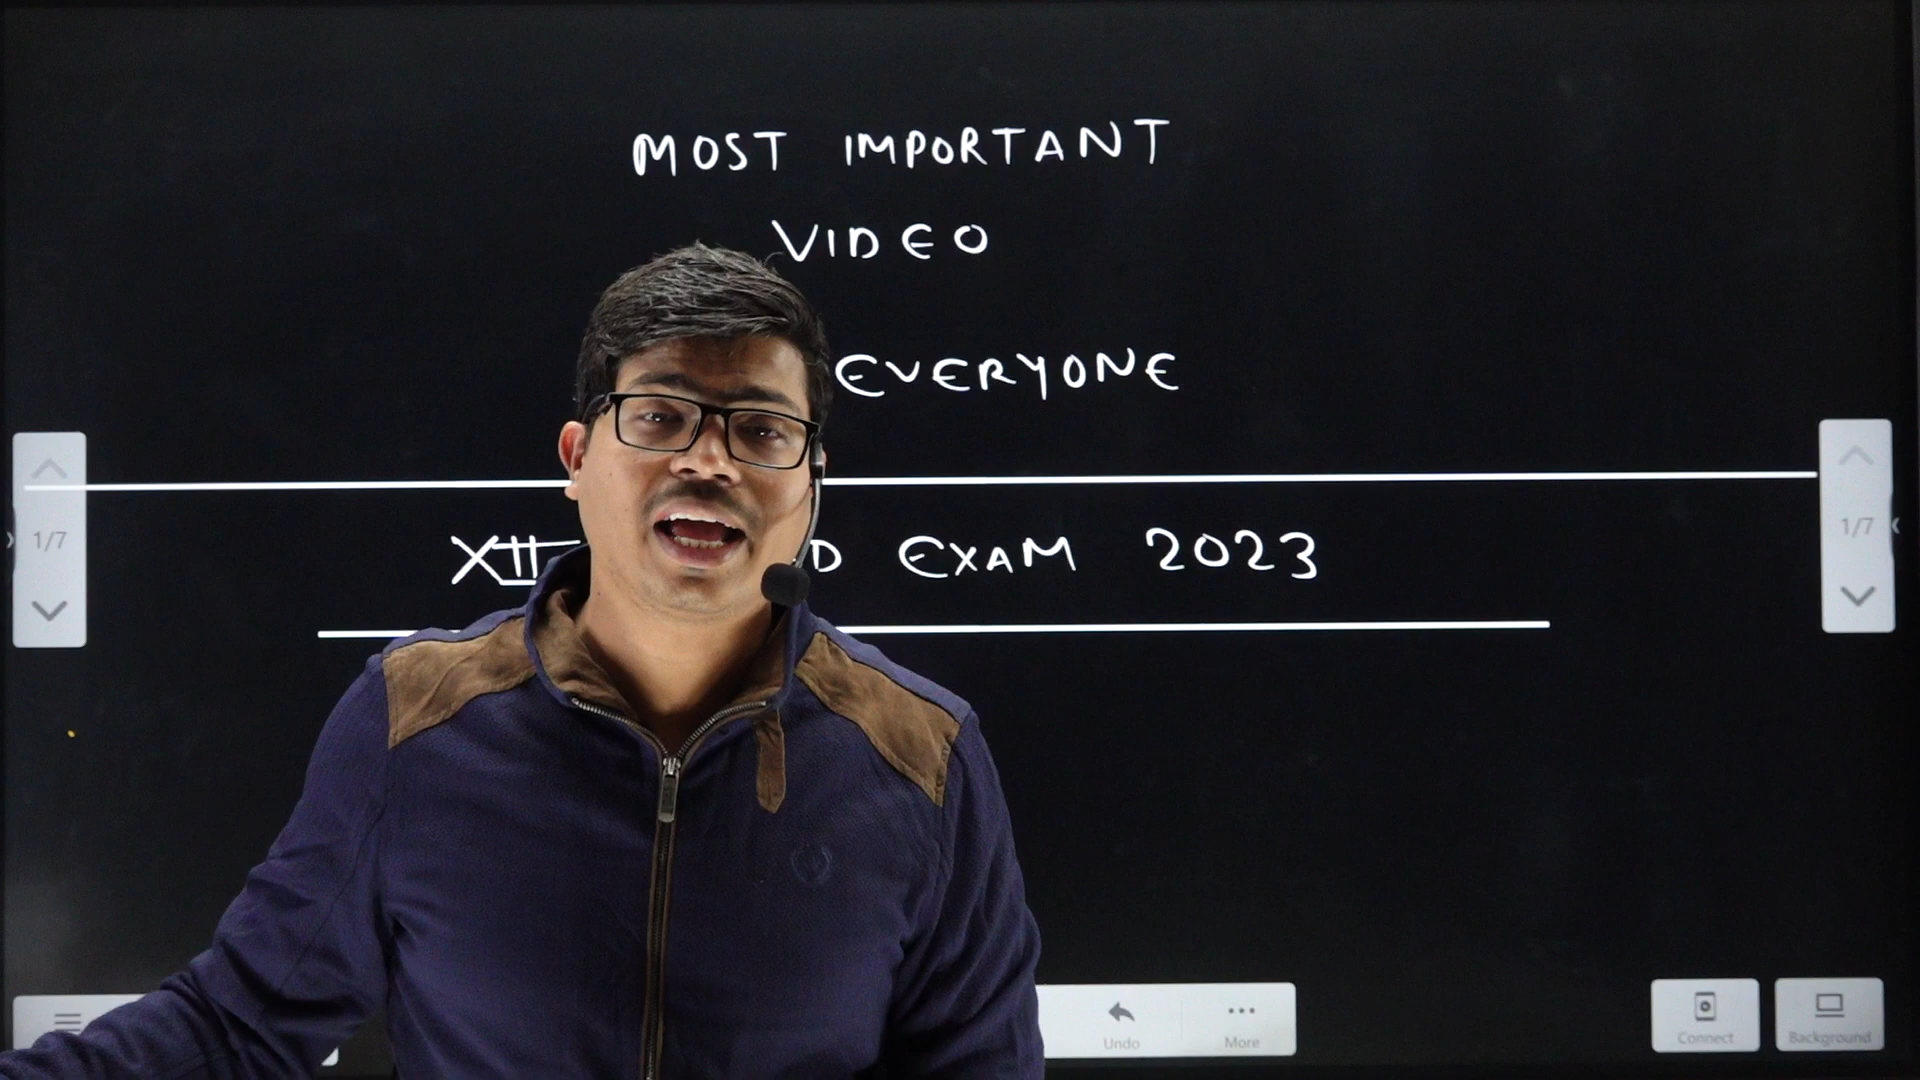 MOST IMPORTANT
VIDEO
EVERYONE
XII D EXAM 2023
1/7
1/7
Undo
More
Connect
Background